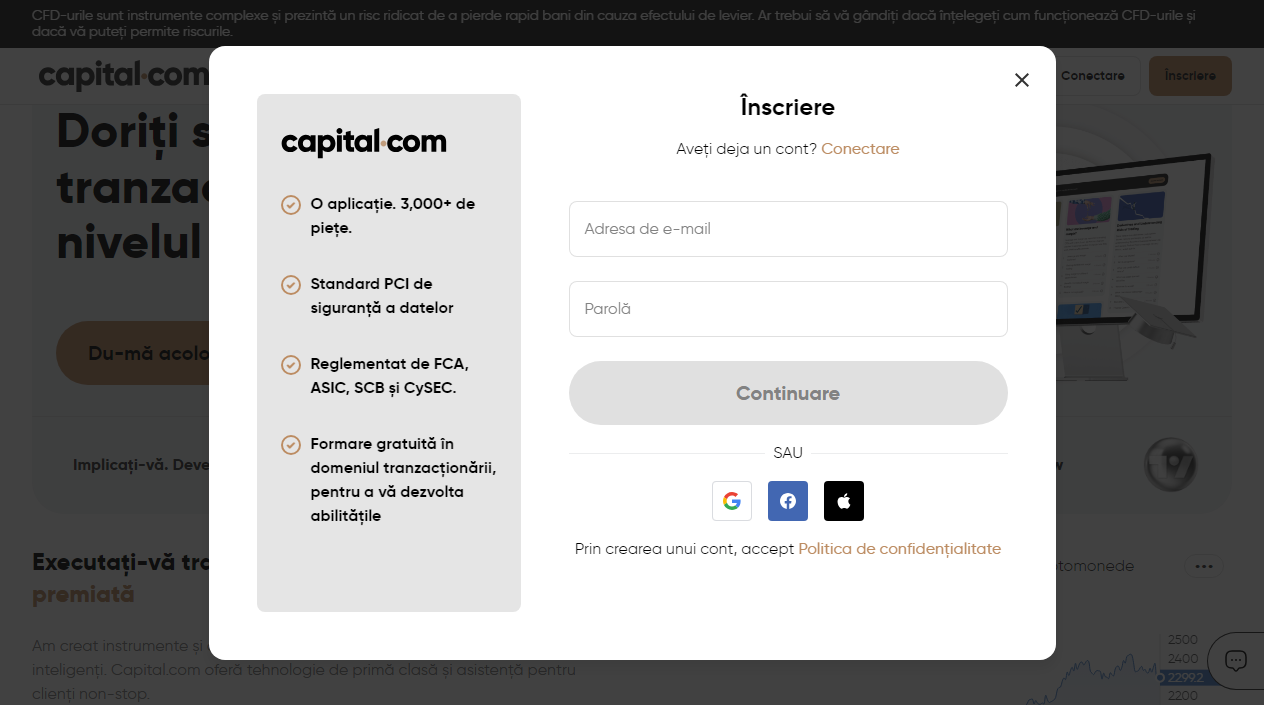 CFD-urile sunt instrumente complexe și prezintă un risc ridicat de a pierde rapid bani din cauza efectului de levier. Ar trebui să vă gândiți dacă înțelegeți cum funcționează CFD-urile și
dacă vă puteți permite riscurile.
capital.com
Conectare
Înscriere
Doriți
tranzac
nivelul
Du-mă acolo
Implicați-vă. Deve
Executați-vă tra
premiată
Am creat instrumente și
inteligenți. Capital.com oferă tehnologie de primă clasă și asistență pentru
clienți non-stop.
capital.com
O aplicație. 3,000+ de
piețe.
Standard PCI de
siguranță a datelor
Reglementat de FCA,
ASIC, SCB și CySEC.
Formare gratuită în
domeniul tranzacționării,
pentru a vă dezvolta
abilitățile
Înscriere
Aveți deja un cont? Conectare
Adresa de e-mail
Parolă
Continuare
SAU
Prin crearea unui cont, accept Politica de confidențialitate
tomonede
2500
2400
2299.2
2200